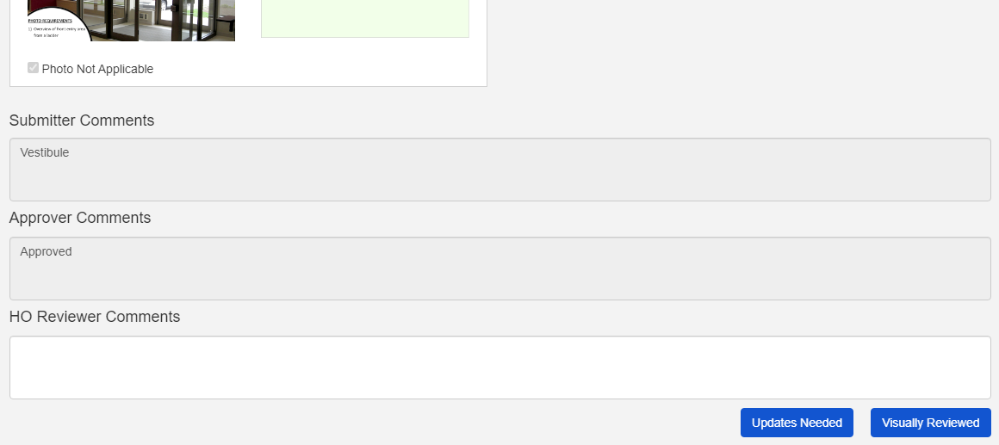 PHOTO REQUIREMENTS
1) Overview of front entry area
from a ladder
Photo Not Applicable
Submitter Comments
Vestibule
Approver Comments
Approved
HO Reviewer Comments
Updates Needed
Visually Reviewed